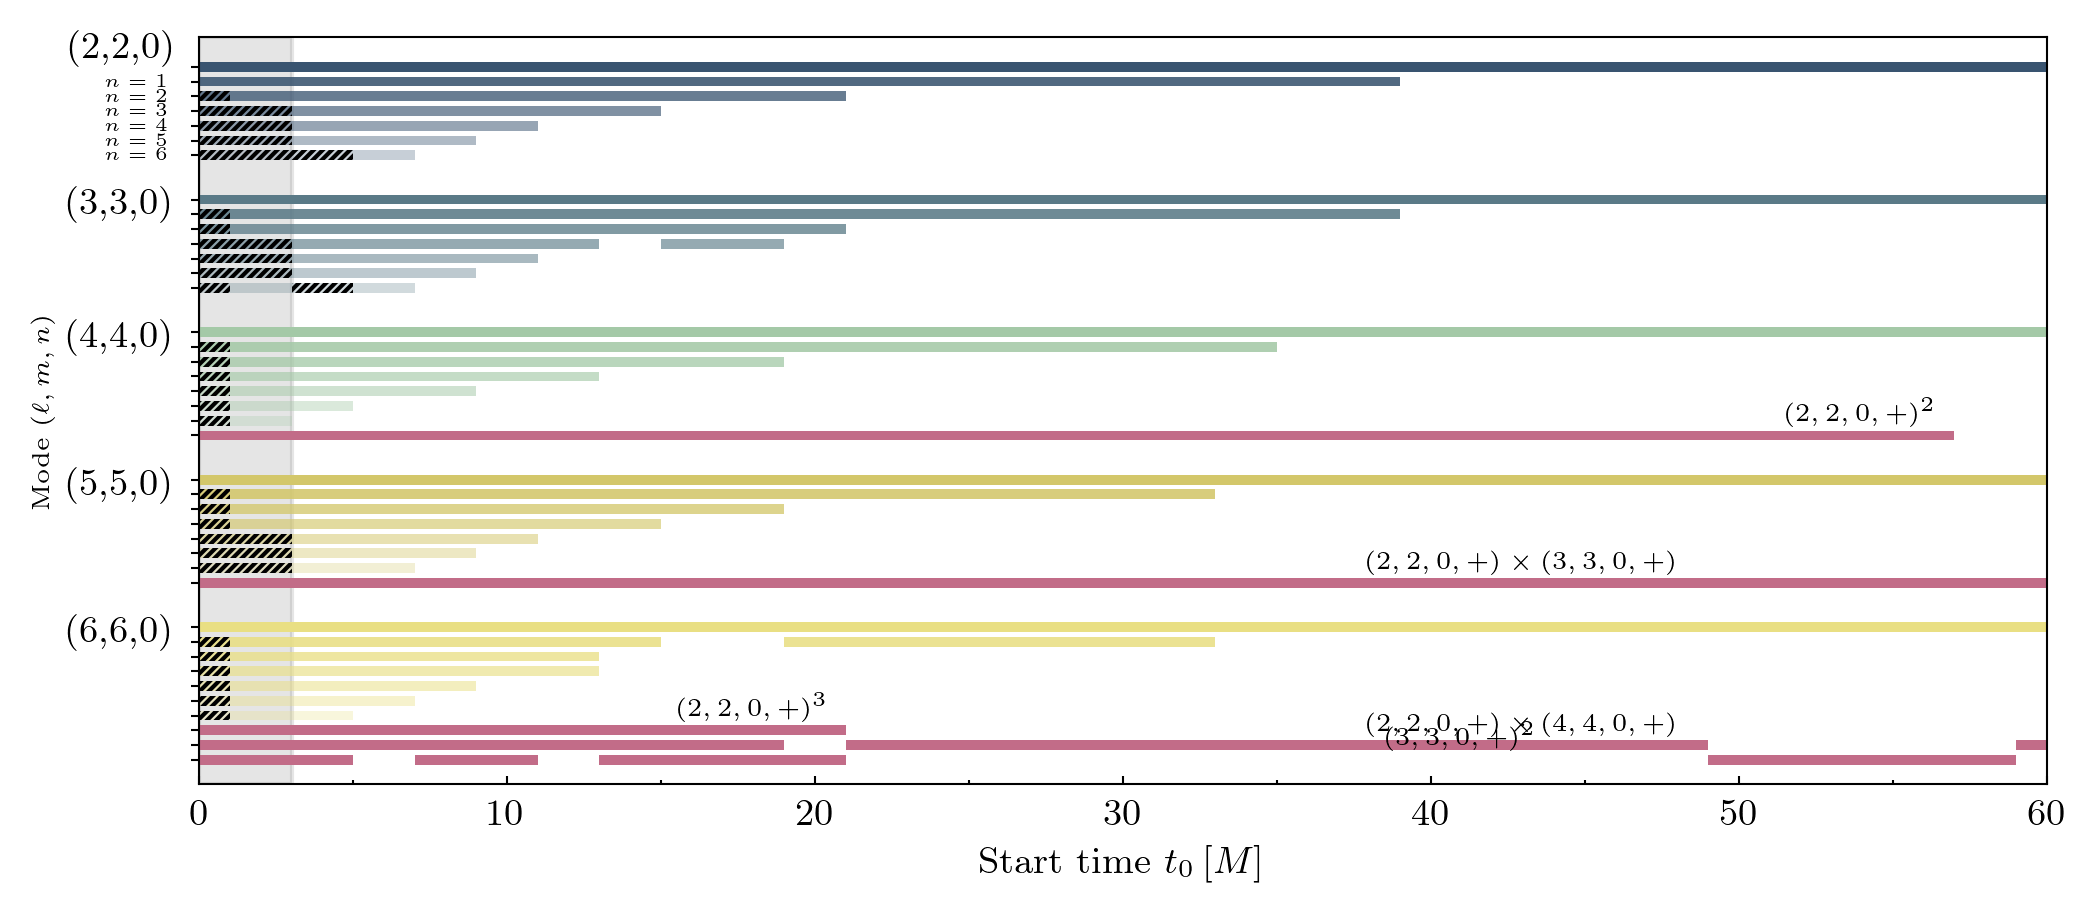 (2,2,0)
n = 1
n = 2
n = 3
n = 4
n = 5
n = 6
(3,3,0)
(4,4,0)
(2, 2, 0, +)²
(5,5,0)
(2, 2, 0, +) × (3, 3, 0, +)
(6,6,0)
(2, 2, 0, +)³
(2, 2, 0, +) × (4, 4, 0, +)
(3, 3, 0, +)²
Mode (ℓ, m, n)
0 10 20 30 40 50 60
Start time t₀ [M]